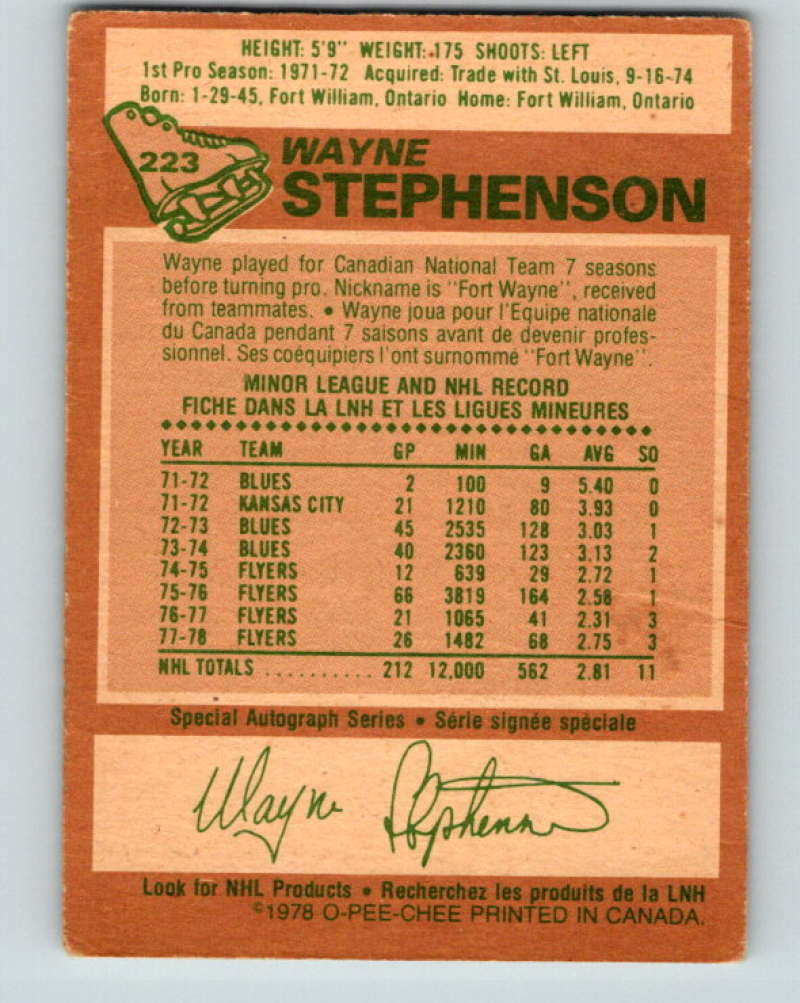 HEIGHT: 5'9" WEIGHT: 175 SHOOTS: LEFT
1st Pro Season: 1971-72 Acquired: Trade with St. Louis, 9-16-74
Born: 1-29-45, Fort William, Ontario Home: Fort William, Ontario
223
WAYNE
STEPHENSON
Wayne played for Canadian National Team 7 seasons
before turning pro. Nickname is "Fort Wayne", received
from teammates. • Wayne joua pour l'Equipe nationale
du Canada pendant 7 saisons avant de devenir profes-
sionnel. Ses coéquipiers l'ont surnommé "Fort Wayne".
MINOR LEAGUE AND NHL RECORD
FICHE DANS LA LNH ET LES LIGUES MINEURES
YEAR TEAM GP MIN GA AVG SO
71-72 BLUES 2 100 9 5.40 0
71-72 KANSAS CITY 21 1210 80 3.93 0
72-73 BLUES 45 2535 128 3.03 1
73-74 BLUES 40 2360 123 3.13 2
74-75 FLYERS 12 639 29 2.72 1
75-76 FLYERS 66 3819 164 2.58 1
76-77 FLYERS 21 1065 41 2.31 3
77-78 FLYERS 26 1482 68 2.75 3
NHL TOTALS .......... 212 12,000 562 2.81 11
Special Autograph Series • Série signée spéciale
Wayne Stephenson
Look for NHL Products • Recherchez les produits de la LNH
©1978 O-PEE-CHEE PRINTED IN CANADA.